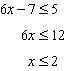 6x − 7 ≤ 5
6x ≤ 12
x ≤ 2